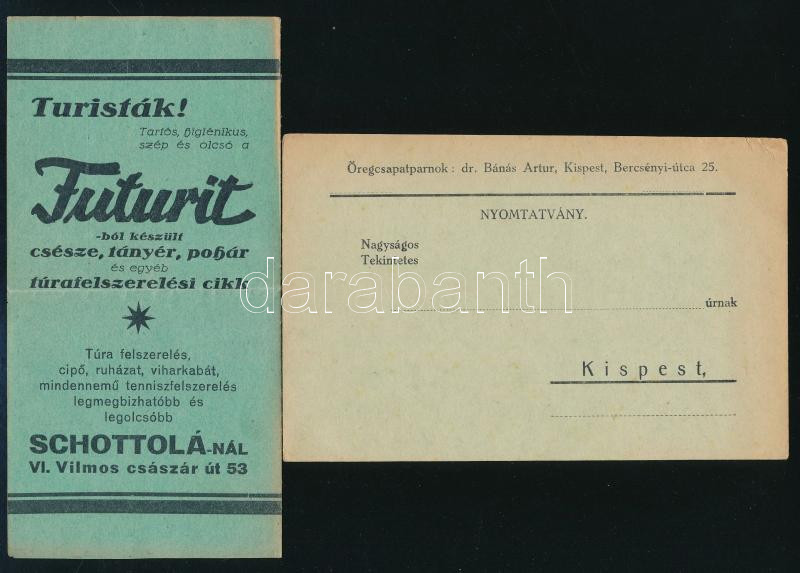 Turisták!
Tartós, higiénikus,
szép és olcsó a
Futurit
-ból készült
csésze, tányér, pohár
és egyéb
túrafelszerelési cikk
Túra felszerelés,
cipő, ruházat, viharkabát,
mindennemű tenniszfelszerelés
legmegbizhatóbb és
legolcsóbb
SCHOTTOLÁ-NÁL
VI. Vilmos császár út 53
Öregcsapatparnok: dr. Bánás Artur, Kispest, Bercsényi-útca 25.
NYOMTATVÁNY.
Nagyságos
Tekintetes
úrnak
Kispest,
darabanth